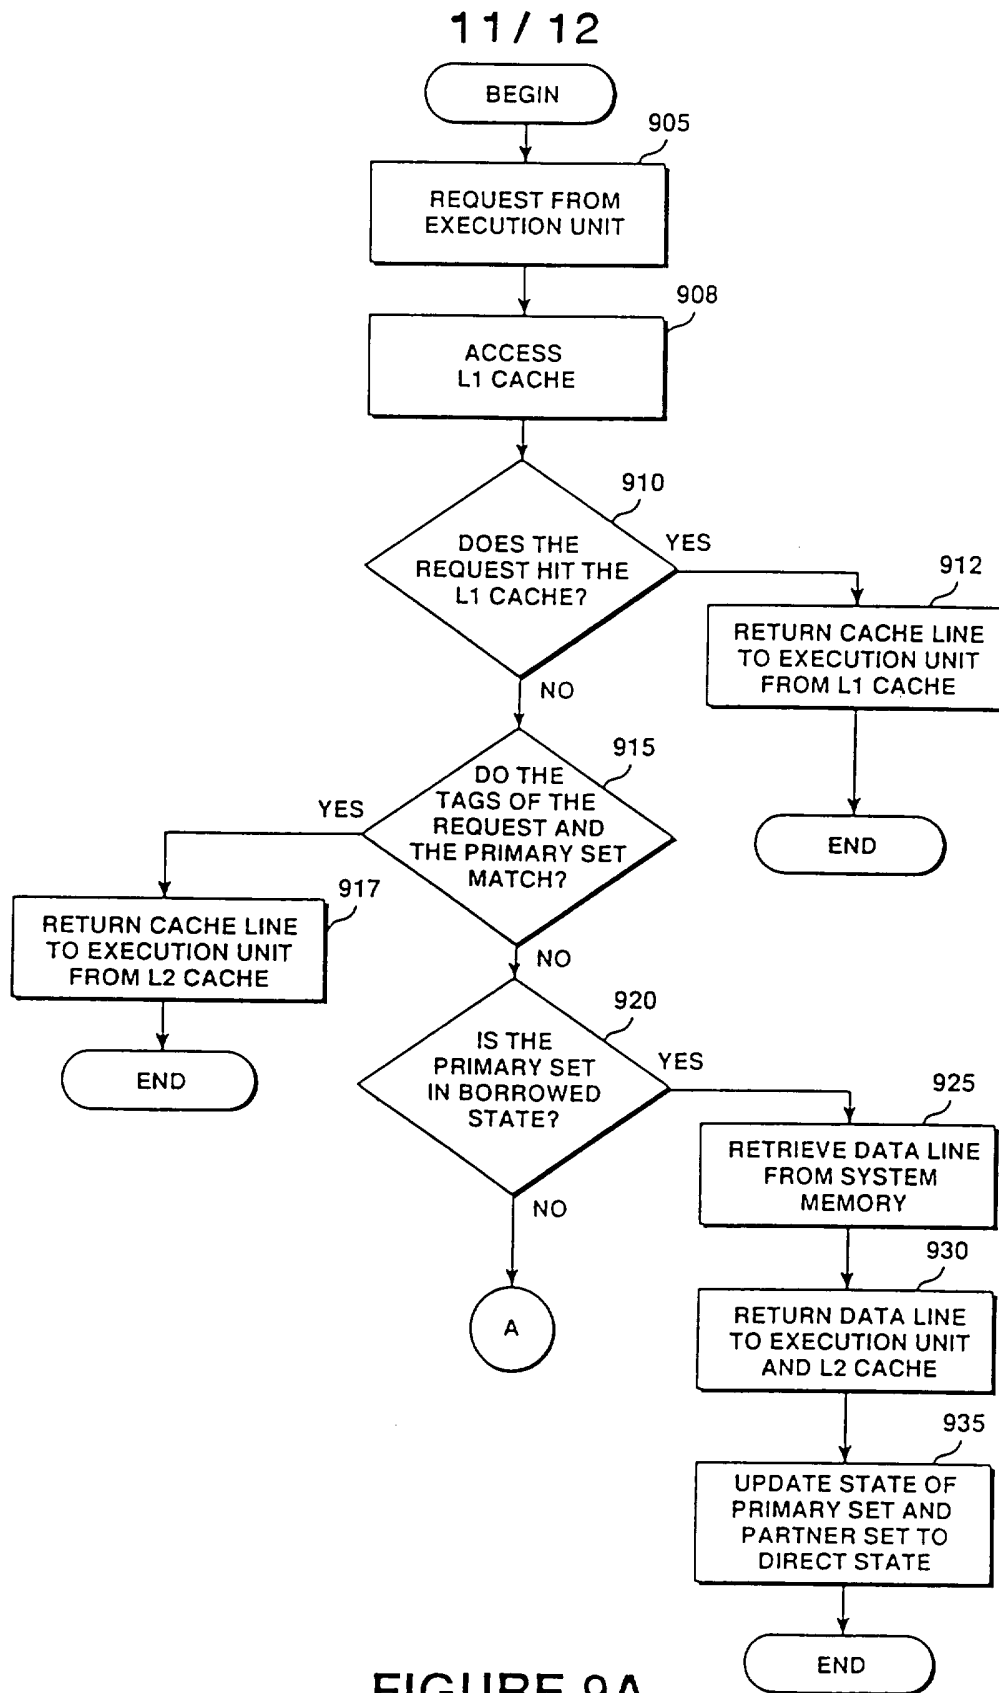 11/12
BEGIN
905
REQUEST FROM
EXECUTION UNIT
908
ACCESS
L1 CACHE
910
DOES THE
REQUEST HIT THE
L1 CACHE?
YES
912
RETURN CACHE LINE
TO EXECUTION UNIT
FROM L1 CACHE
END
NO
915
DO THE
TAGS OF THE
REQUEST AND
THE PRIMARY SET
MATCH?
YES
917
RETURN CACHE LINE
TO EXECUTION UNIT
FROM L2 CACHE
END
NO
920
IS THE
PRIMARY SET
IN BORROWED
STATE?
YES
925
RETRIEVE DATA LINE
FROM SYSTEM
MEMORY
NO
A
930
RETURN DATA LINE
TO EXECUTION UNIT
AND L2 CACHE
935
UPDATE STATE OF
PRIMARY SET AND
PARTNER SET TO
DIRECT STATE
END
FIGURE 9A